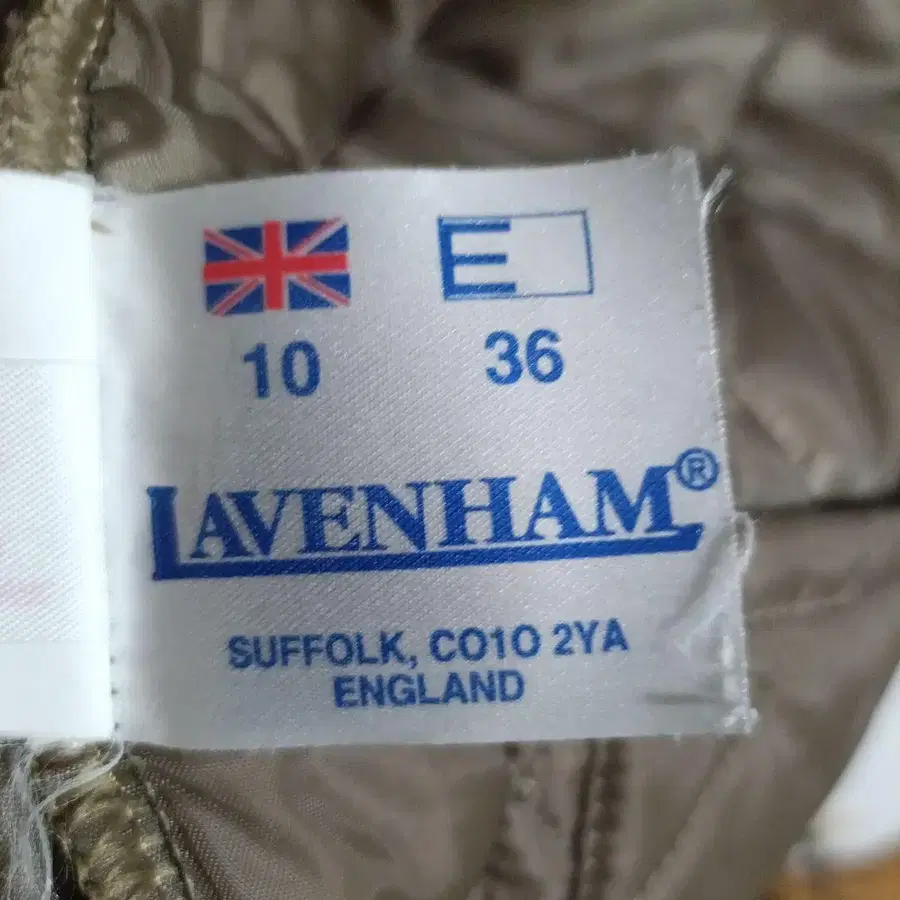 E
10 36
LAVENHAM®
SUFFOLK, CO10 2YA
ENGLAND